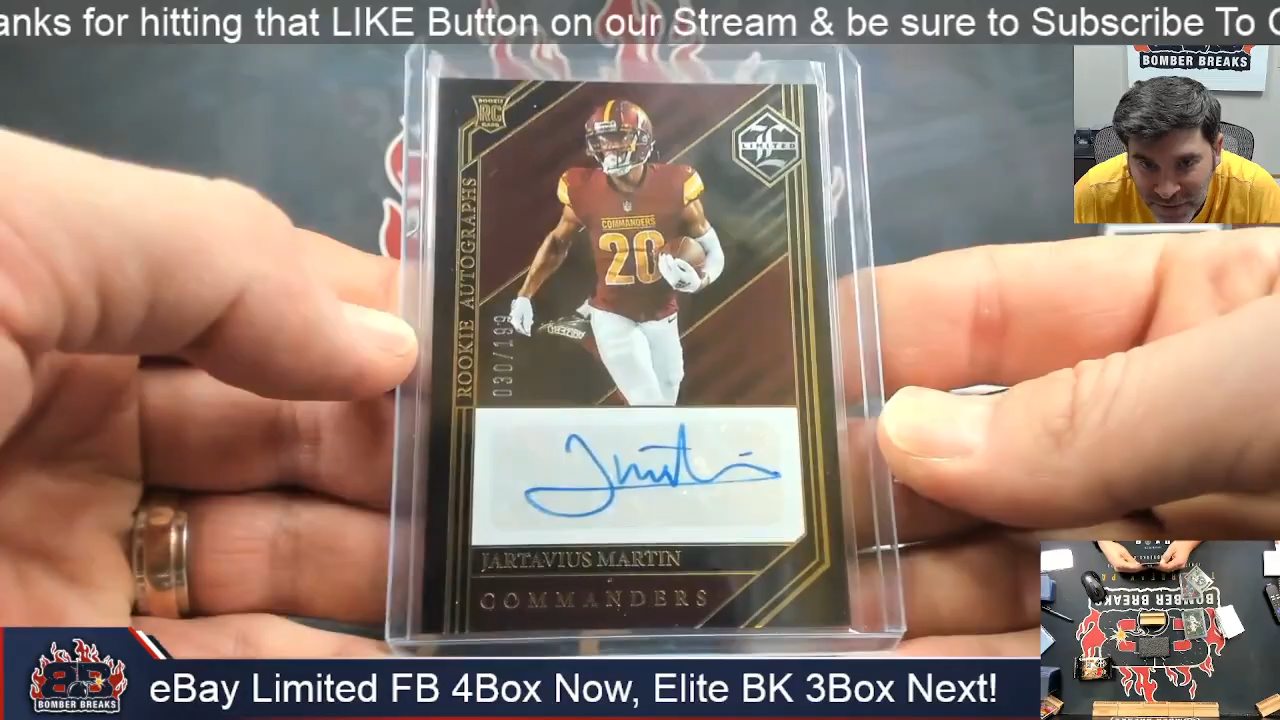 anks for hitting that LIKE Button on our Stream & be sure to Subscribe To O
BOMBER BREAKS
ROOKIE
RC
LIMITED
ROOKIE AUTOGRAPHS
COMMANDERS
20
030/199
JARTAVIUS MARTIN
COMMANDERS
BOMBER BREAKS
BOMBER BREAKS
eBay Limited FB 4Box Now, Elite BK 3Box Next!